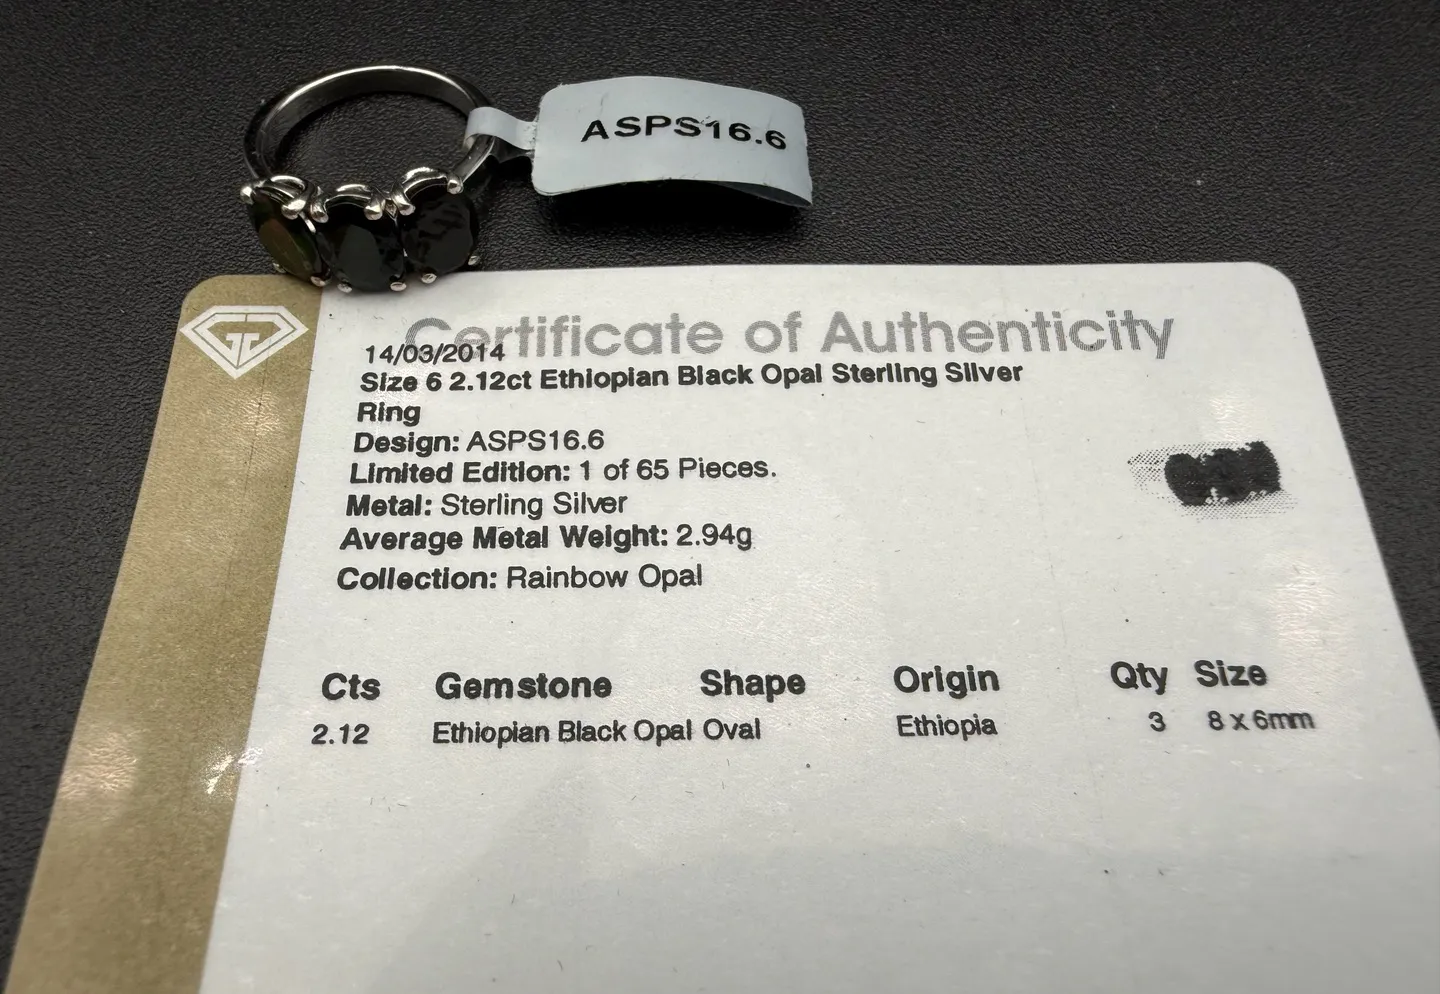 ASPS16.6
Certificate of Authenticity
14/03/2014
Size 6 2.12ct Ethiopian Black Opal Sterling Silver
Ring
Design: ASPS16.6
Limited Edition: 1 of 65 Pieces.
Metal: Sterling Silver
Average Metal Weight: 2.94g
Collection: Rainbow Opal
Cts Gemstone Shape Origin Qty Size
2.12 Ethiopian Black Opal Oval Ethiopia 3 8 x 6mm